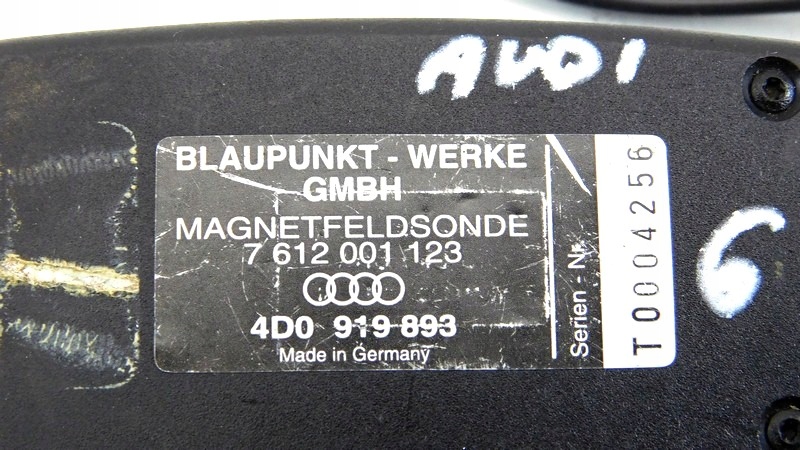 AUDI
BLAUPUNKT - WERKE
GMBH
MAGNETFELDSONDE
7 612 001 123
4D0 919 893
Made in Germany
Serien - Nr.
T0004256
6